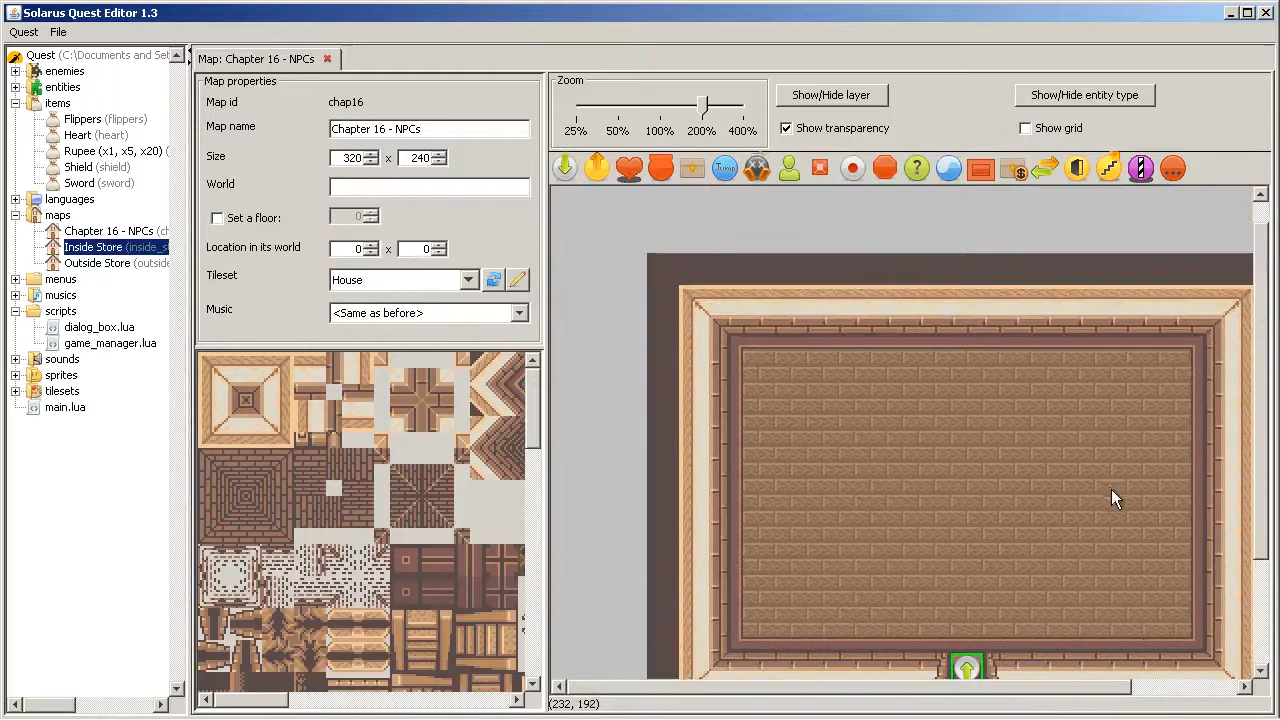 Solarus Quest Editor 1.3
Quest File
Quest (C:\Documents and Set
enemies
entities
items
Flippers (flippers)
Heart (heart)
Rupee (x1, x5, x20) (
Shield (shield)
Sword (sword)
languages
maps
Chapter 16 - NPCs (ch
Inside Store (inside_s
Outside Store (outside
menus
musics
scripts
dialog_box.lua
game_manager.lua
sounds
sprites
tilesets
main.lua
Map: Chapter 16 - NPCs
Map properties
Map id chap16
Map name Chapter 16 - NPCs
Size 320 x 240
World
Set a floor: 0
Location in its world 0 x 0
Tileset House
Music <Same as before>
Zoom
25% 50% 100% 200% 400%
Show/Hide layer
Show/Hide entity type
Show transparency
Show grid
Jump
?
$
(232, 192)